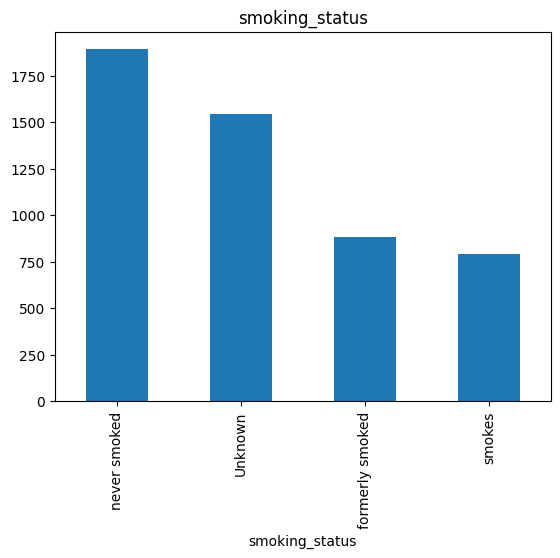 smoking_status
1750
1500
1250
1000
750
500
250
0
never smoked
Unknown
formerly smoked
smokes
smoking_status